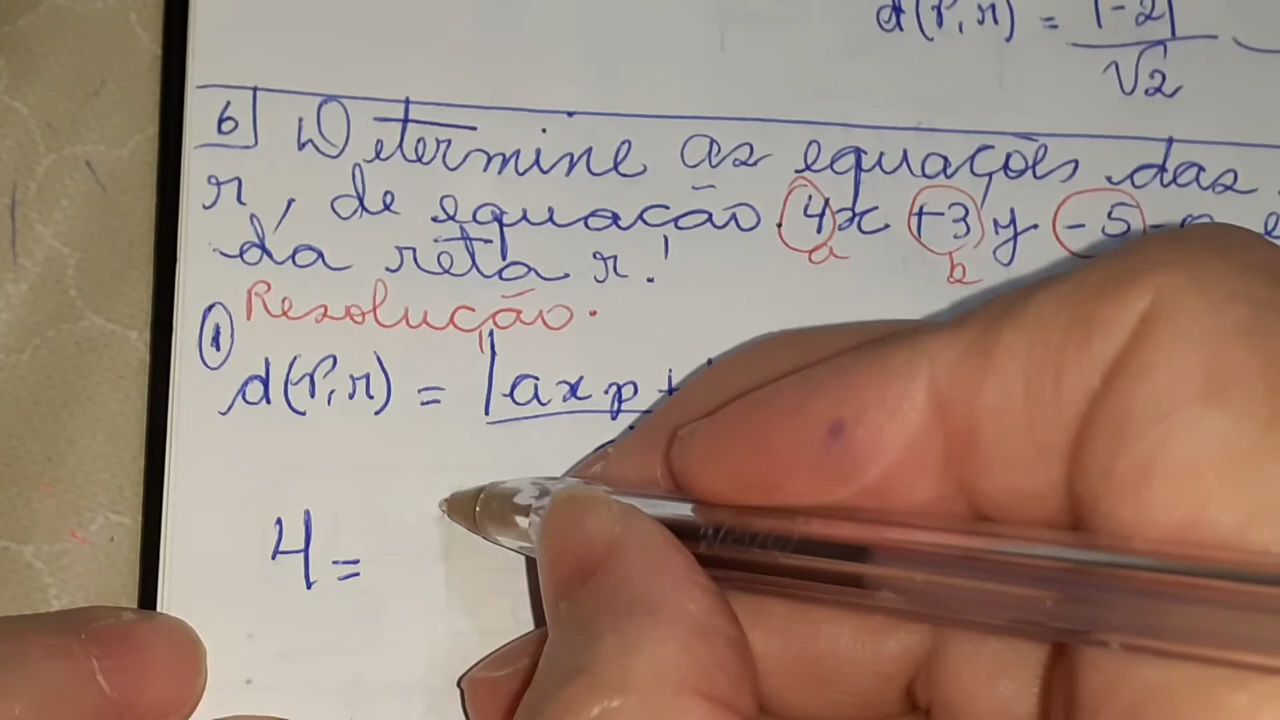 d(P,r) = |-2|
√2
6 Determine as equações das
r, de equação 4x +3y -5
a b
da reta r.
Resolução.
1
d(P,r) = |axp +
4 =